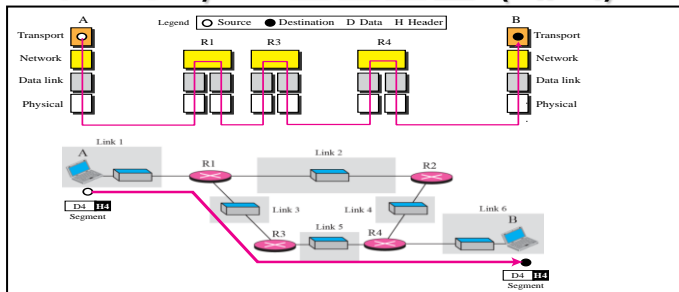 A
Legend
Source
Destination
D Data
H Header
B
Transport
R1
R3
R4
Transport
Network
Network
Data link
Data link
Physical
Physical
Link 1
A
R1
Link 2
R2
Link 3
Link 4
Link 6
B
D4 H4
Segment
R3
Link 5
R4
D4 H4
Segment